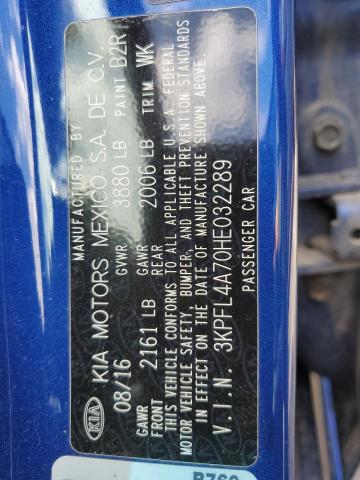 MANUFACTURED BY
KIA KIA MOTORS MEXICO S.A. DE C.V.
08/16 GVWR 3880 LB PAINT B2R
GAWR FRONT 2161 LB GAWR REAR 2006 LB TRIM WK
THIS VEHICLE CONFORMS TO ALL APPLICABLE U.S.A. FEDERAL
MOTOR VEHICLE SAFETY, BUMPER, AND THEFT PREVENTION STANDARDS
IN EFFECT ON THE DATE OF MANUFACTURE SHOWN ABOVE.
V.I.N. 3KPFL4A70HE032289
PASSENGER CAR